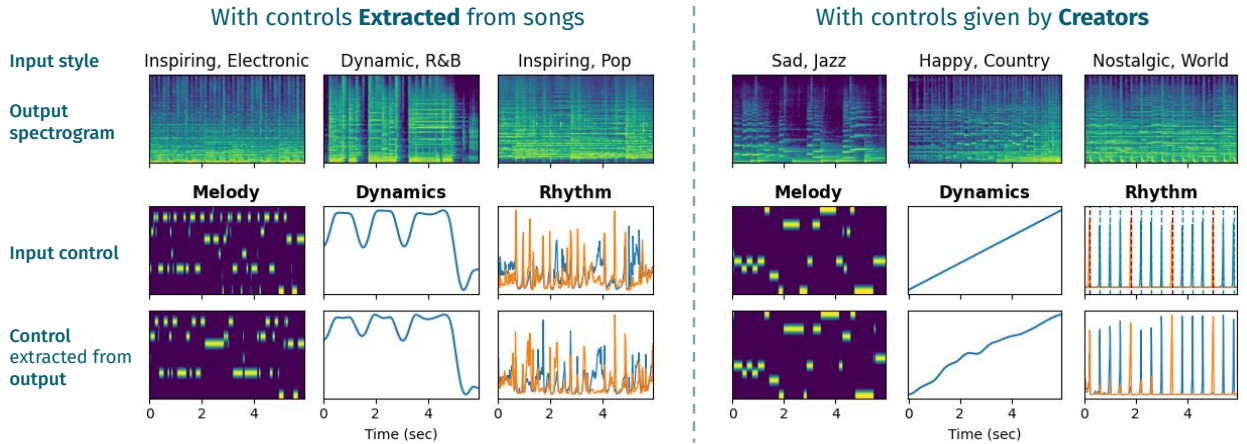 With controls Extracted from songs
With controls given by Creators
Input style
Inspiring, Electronic
Dynamic, R&B
Inspiring, Pop
Sad, Jazz
Happy, Country
Nostalgic, World
Output
spectrogram
Melody
Dynamics
Rhythm
Melody
Dynamics
Rhythm
Input control
Control
extracted from
output
0 2 4
0 2 4
0 2 4
0 2 4
0 2 4
0 2 4
Time (sec)
Time (sec)